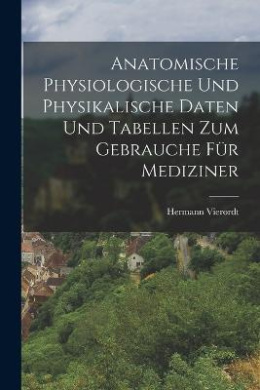 Anatomische
Physiologische Und
Physikalische Daten
Und Tabellen Zum
Gebrauche Für
Mediziner
Hermann Vierordt